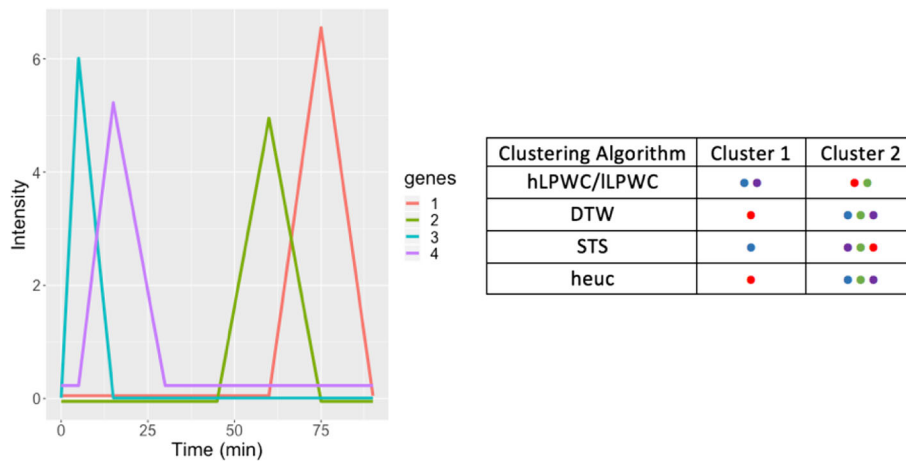 6
4
2
0
Intensity
0
25
50
75
Time (min)
genes
1
2
3
4
Clustering Algorithm Cluster 1 Cluster 2
hLPWC/lLPWC
DTW
STS
heuc